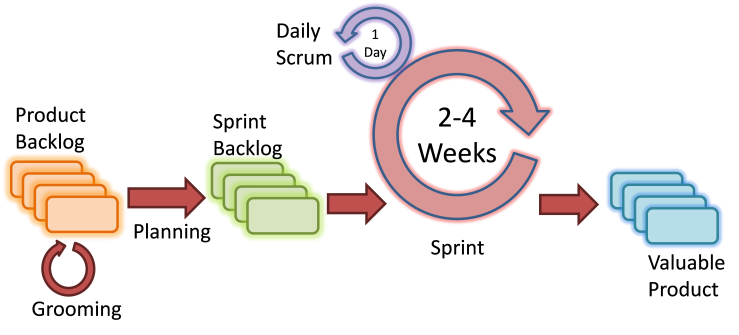 Product
Backlog
Grooming
Planning
Sprint
Backlog
Daily
Scrum
1
Day
2-4
Weeks
Sprint
Valuable
Product